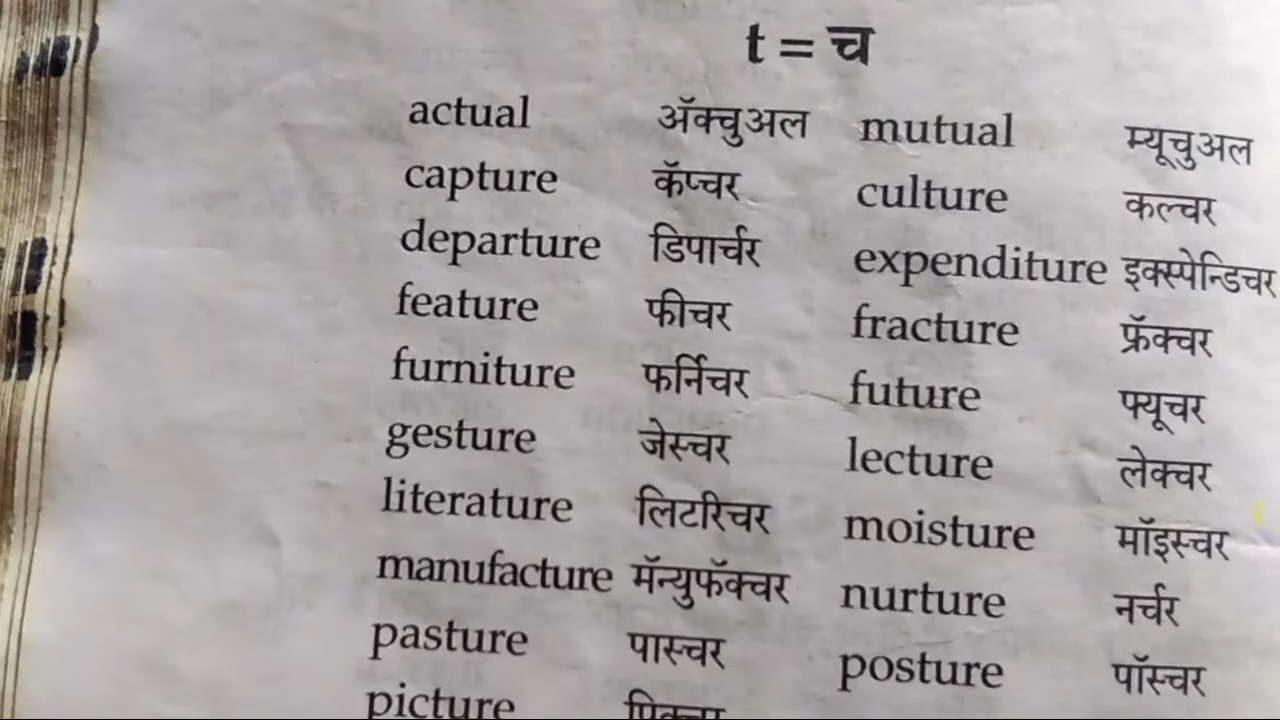 t = च
actual अॅक्चुअल mutual म्यूचुअल
capture कॅप्चर culture कल्चर
departure डिपार्चर expenditure इक्स्पेन्डिचर
feature फीचर fracture फ्रॅक्चर
furniture फर्निचर future फ्यूचर
gesture जेस्चर lecture लेक्चर
literature लिटरिचर moisture मॉइस्चर
manufacture मॅन्युफॅक्चर nurture नर्चर
pasture पास्चर posture पॉस्चर
picture